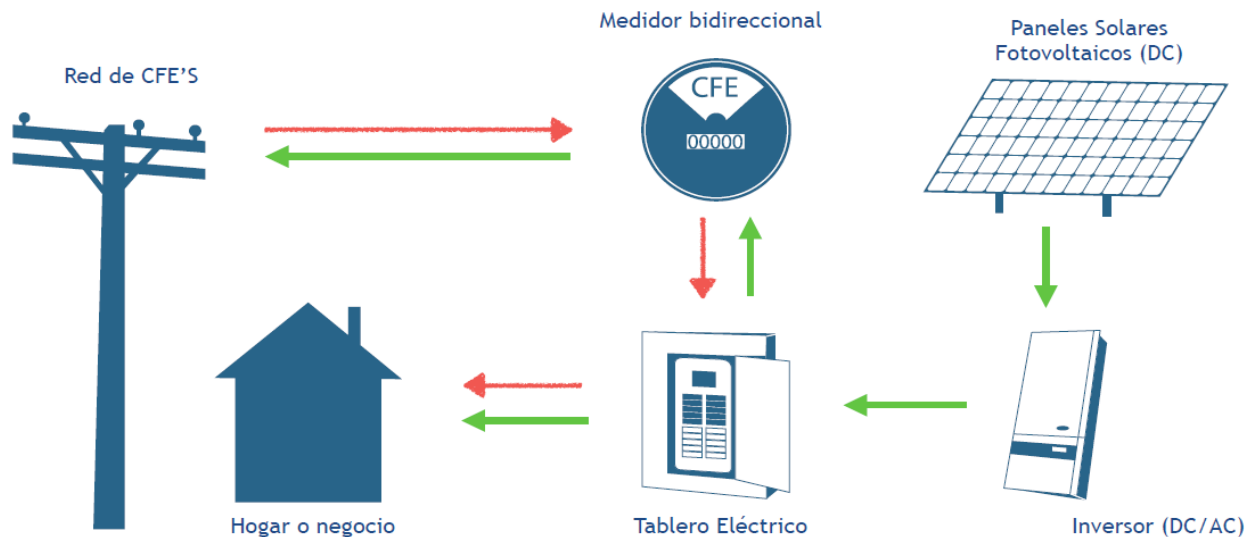 Medidor bidireccional
Paneles Solares
Fotovoltaicos (DC)
Red de CFE'S
CFE
00000
Hogar o negocio
Tablero Eléctrico
Inversor (DC/AC)